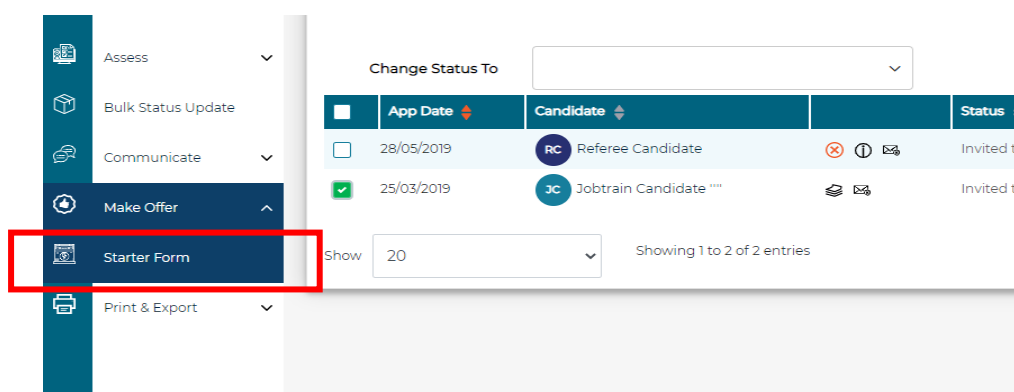 Assess
Bulk Status Update
Communicate
Make Offer
Starter Form
Print & Export
Change Status To
App Date Candidate Status
28/05/2019 RC Referee Candidate Invited t
25/03/2019 JC Jobtrain Candidate "" Invited t
Show 20 Showing 1 to 2 of 2 entries